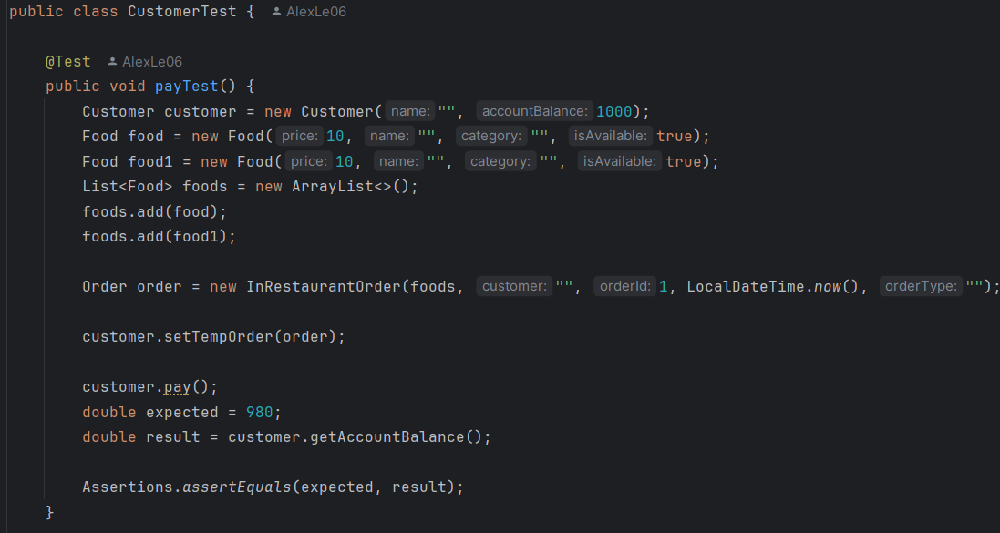 public class CustomerTest {  AlexLe06
@Test  AlexLe06
public void payTest() {
Customer customer = new Customer( name: "",  accountBalance: 1000);
Food food = new Food( price: 10,  name: "",  category: "",  isAvailable: true);
Food food1 = new Food( price: 10,  name: "",  category: "",  isAvailable: true);
List<Food> foods = new ArrayList<>();
foods.add(food);
foods.add(food1);
Order order = new InRestaurantOrder(foods,  customer: "",  orderId: 1, LocalDateTime.now(),  orderType: "");
customer.setTempOrder(order);
customer.pay();
double expected = 980;
double result = customer.getAccountBalance();
Assertions.assertEquals(expected, result);
}